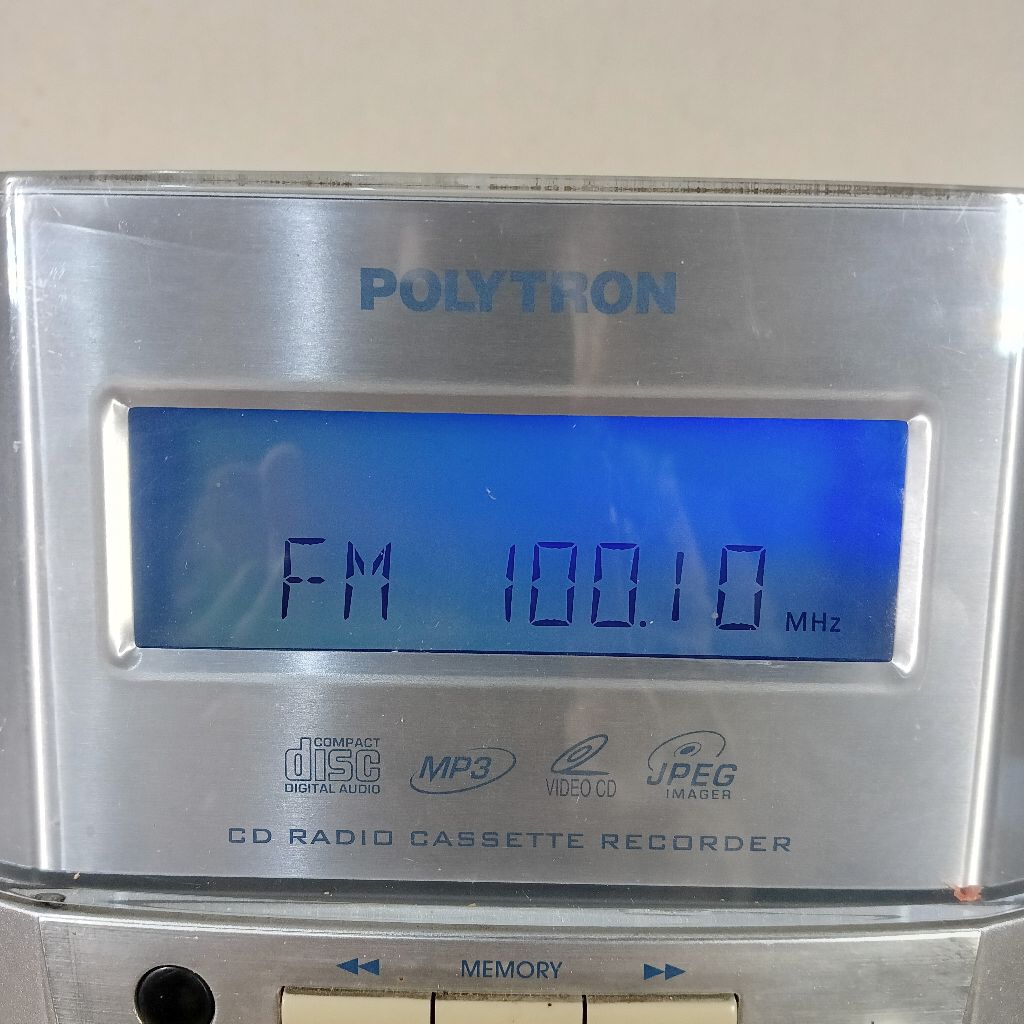 POLYTRON
FM 100.10 MHz
COMPACT disc DIGITAL AUDIO
MP3
VIDEO CD
JPEG IMAGER
CD RADIO CASSETTE RECORDER
MEMORY